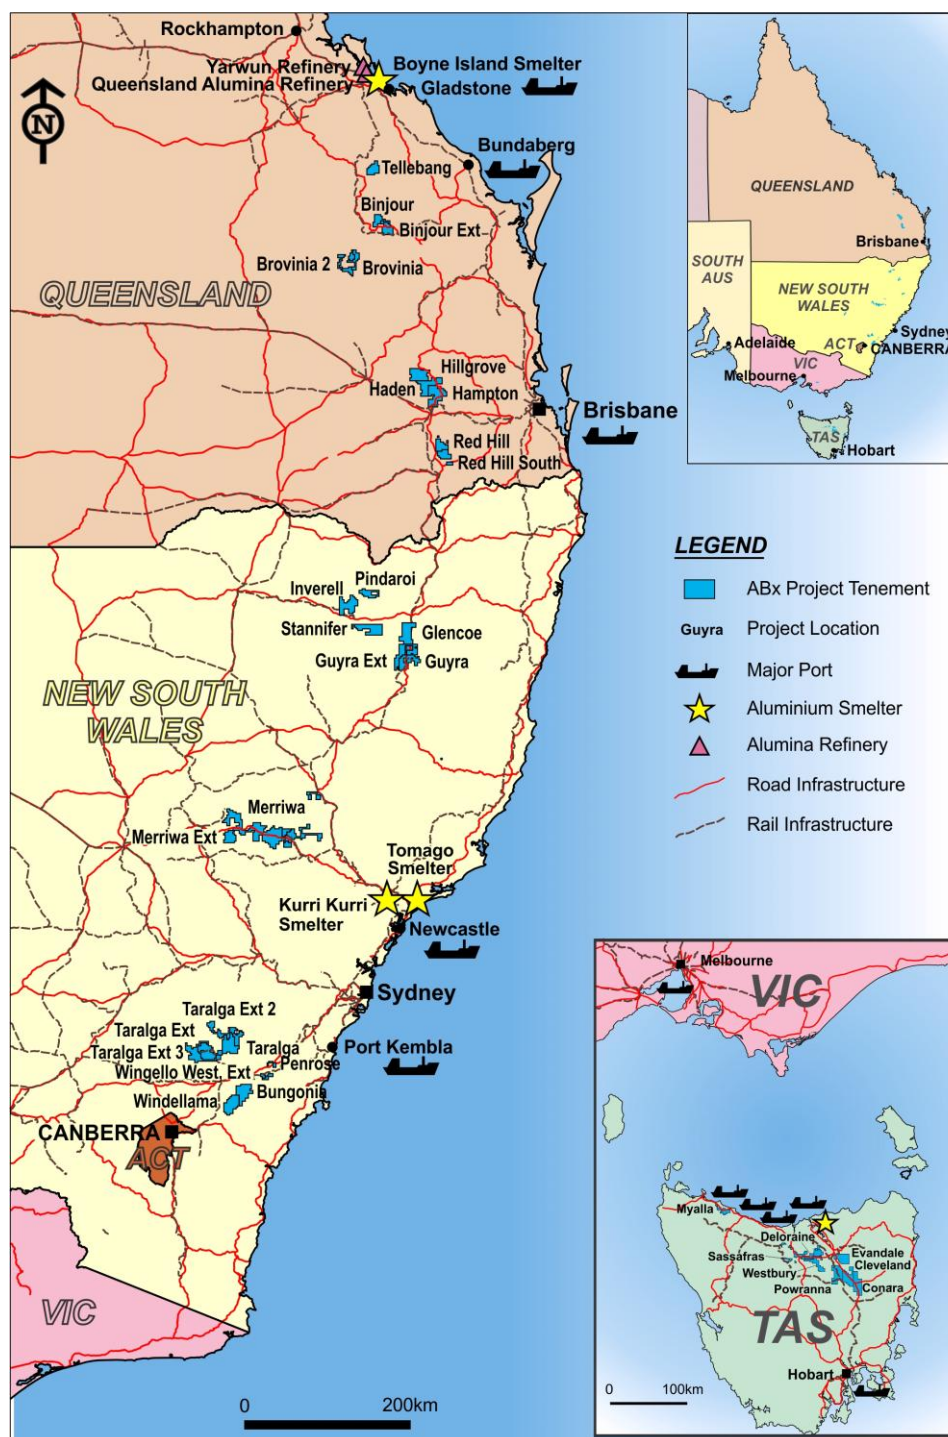 Rockhampton
Yarwun Refinery
Boyne Island Smelter
Queensland Alumina Refinery
Gladstone
N
Bundaberg
Tellebang
Binjour
Binjour Ext
Brovinia 2
Brovinia
QUEENSLAND
Hillgrove
Haden
Hampton
Brisbane
Red Hill
Red Hill South
Pindaroi
Inverell
Stannifer
Glencoe
Guyra Ext
Guyra
NEW SOUTH
WALES
Merriwa
Merriwa Ext
Tomago
Smelter
Kurri Kurri
Smelter
Newcastle
Sydney
Taralga Ext 2
Taralga Ext
Taralga Ext 3
Taralga
Port Kembla
Penrose
Wingello West, Ext
Bungonia
Windellama
CANBERRA
ACT
VIC
200km
QUEENSLAND
Brisbane
SOUTH
AUS
NEW SOUTH
WALES
Sydney
Adelaide
ACT
CANBERRA
VIC
Melbourne
TAS
Hobart
LEGEND
ABx Project Tenement
Guyra
Project Location
Major Port
Aluminium Smelter
Alumina Refinery
Road Infrastructure
Rail Infrastructure
Melbourne
VIC
Myalla
Deloraine
Sassafras
Evandale
Cleveland
Westbury
Powranna
Conara
TAS
Hobart
0
100km